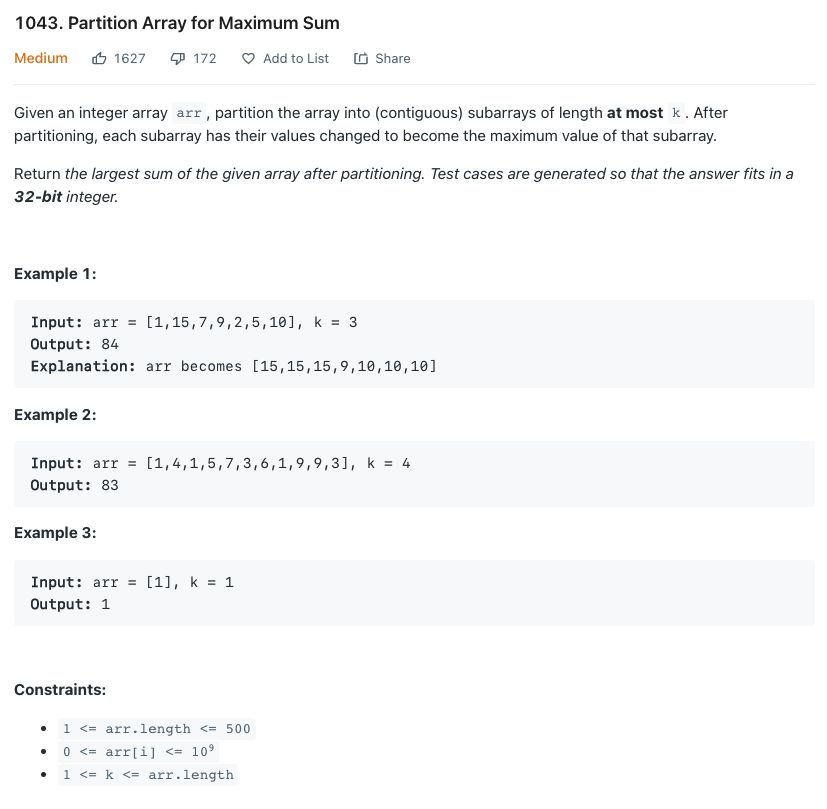 1043. Partition Array for Maximum Sum
Medium 1627 172 Add to List Share
Given an integer array arr, partition the array into (contiguous) subarrays of length at most k. After
partitioning, each subarray has their values changed to become the maximum value of that subarray.
Return the largest sum of the given array after partitioning. Test cases are generated so that the answer fits in a
32-bit integer.
Example 1:
Input: arr = [1,15,7,9,2,5,10], k = 3
Output: 84
Explanation: arr becomes [15,15,15,9,10,10,10]
Example 2:
Input: arr = [1,4,1,5,7,3,6,1,9,9,3], k = 4
Output: 83
Example 3:
Input: arr = [1], k = 1
Output: 1
Constraints:
• 1 <= arr.length <= 500
• 0 <= arr[i] <= 10⁹
• 1 <= k <= arr.length